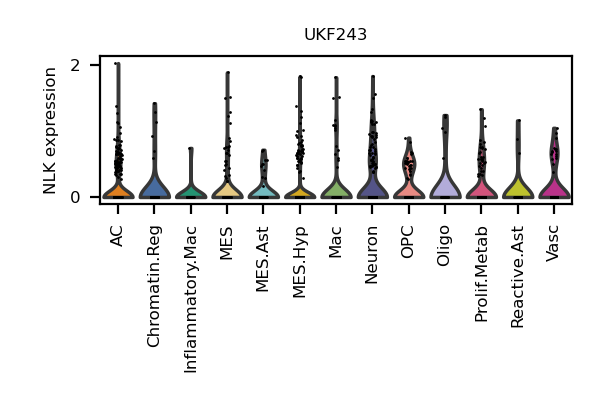 UKF243
NLK expression
2
0
AC
Chromatin.Reg
Inflammatory.Mac
MES
MES.Ast
MES.Hyp
Mac
Neuron
OPC
Oligo
Prolif.Metab
Reactive.Ast
Vasc